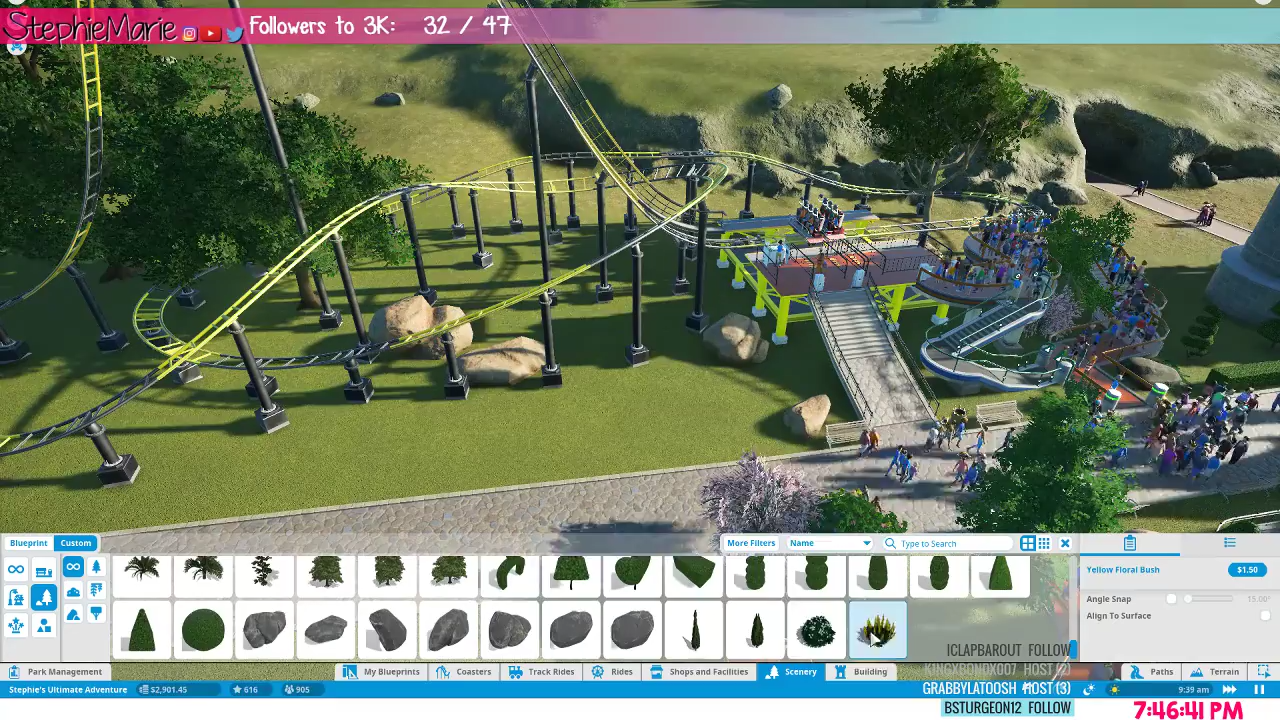 StephieMarie
Followers to 3K: 32 / 47
Blueprint Custom
More Filters Name Type to Search
Yellow Floral Bush $1.50
Angle Snap 15.00°
Align To Surface
ICLAPBAROUT FOLLOW
Park Management My Blueprints Coasters Track Rides Rides Shops and Facilities Scenery Building Paths Terrain
GRABBYLATOOSH HOST (3)
Stephie's Ultimate Adventure $2,901.45 616 905 9:39 am
BSTURGEON12 FOLLOW
7:46:41 PM